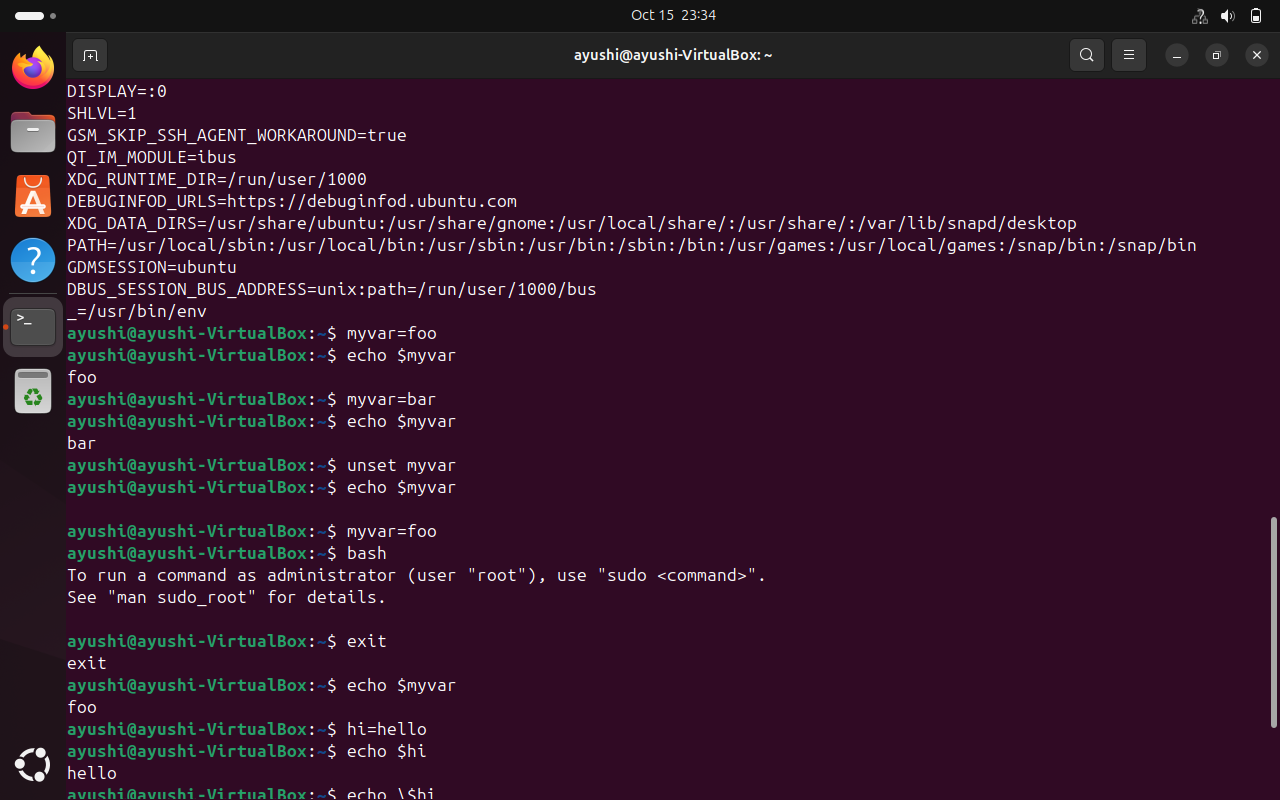 Oct 15 23:34
ayushi@ayushi-VirtualBox: ~
DISPLAY=:0
SHLVL=1
GSM_SKIP_SSH_AGENT_WORKAROUND=true
QT_IM_MODULE=ibus
XDG_RUNTIME_DIR=/run/user/1000
DEBUGINFOD_URLS=https://debuginfod.ubuntu.com
XDG_DATA_DIRS=/usr/share/ubuntu:/usr/share/gnome:/usr/local/share/:/usr/share/:/var/lib/snapd/desktop
PATH=/usr/local/sbin:/usr/local/bin:/usr/sbin:/usr/bin:/sbin:/bin:/usr/games:/usr/local/games:/snap/bin:/snap/bin
GDMSESSION=ubuntu
DBUS_SESSION_BUS_ADDRESS=unix:path=/run/user/1000/bus
_=/usr/bin/env
ayushi@ayushi-VirtualBox:~$ myvar=foo
ayushi@ayushi-VirtualBox:~$ echo $myvar
foo
ayushi@ayushi-VirtualBox:~$ myvar=bar
ayushi@ayushi-VirtualBox:~$ echo $myvar
bar
ayushi@ayushi-VirtualBox:~$ unset myvar
ayushi@ayushi-VirtualBox:~$ echo $myvar
ayushi@ayushi-VirtualBox:~$ myvar=foo
ayushi@ayushi-VirtualBox:~$ bash
To run a command as administrator (user "root"), use "sudo <command>".
See "man sudo_root" for details.
ayushi@ayushi-VirtualBox:~$ exit
exit
ayushi@ayushi-VirtualBox:~$ echo $myvar
foo
ayushi@ayushi-VirtualBox:~$ hi=hello
ayushi@ayushi-VirtualBox:~$ echo $hi
hello
ayushi@ayushi-VirtualBox:~$ echo \$hi